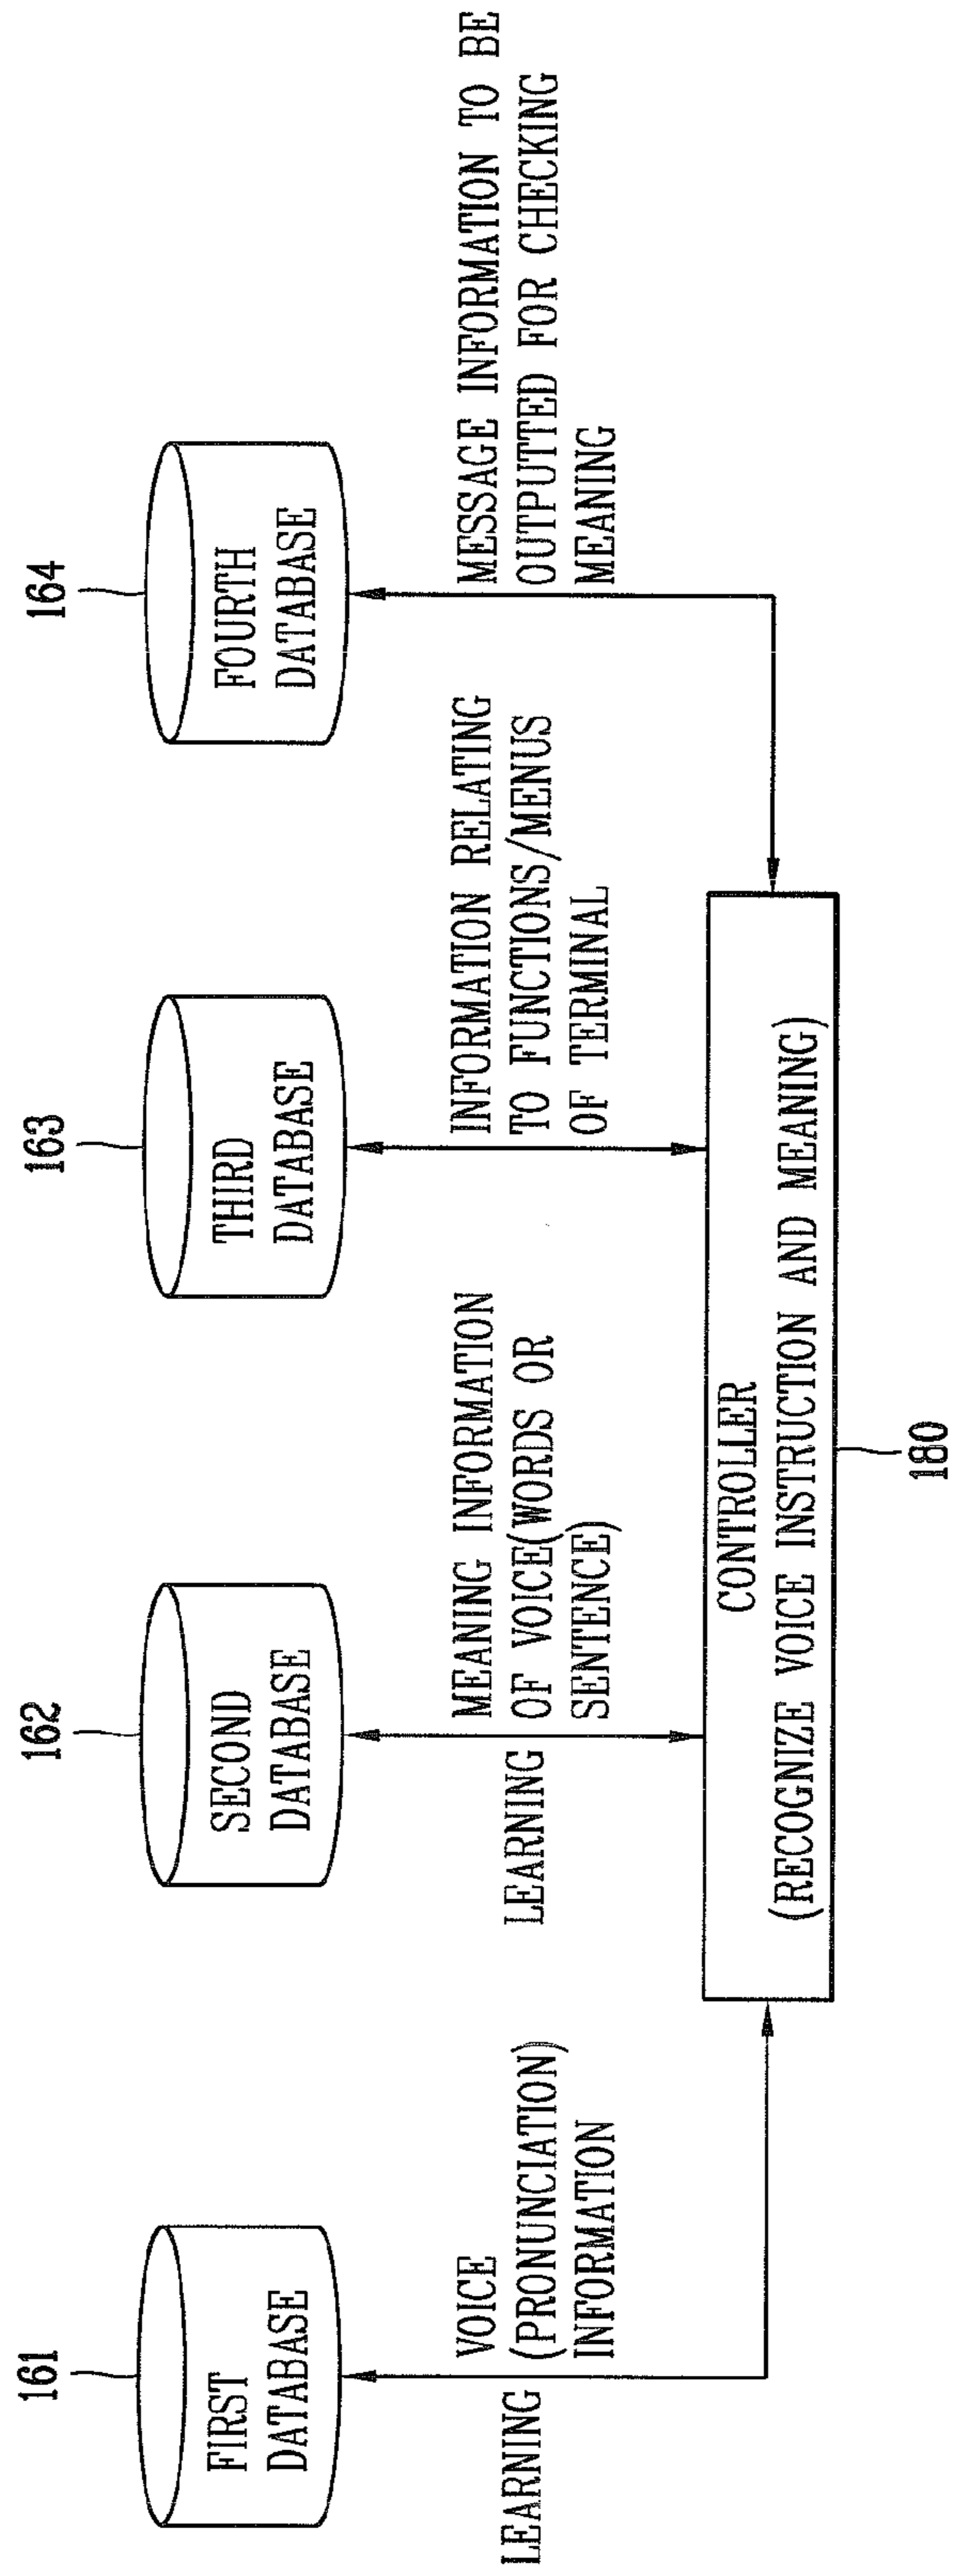 161
FIRST
DATABASE
162
SECOND
DATABASE
163
THIRD
DATABASE
164
FOURTH
DATABASE
LEARNING
VOICE
(PRONUNCIATION)
INFORMATION
LEARNING
MEANING INFORMATION
OF VOICE(WORDS OR
SENTENCE)
INFORMATION RELATING
TO FUNCTIONS/MENUS
OF TERMINAL
MESSAGE INFORMATION TO BE
OUTPUTTED FOR CHECKING
MEANING
CONTROLLER
(RECOGNIZE VOICE INSTRUCTION AND MEANING)
180